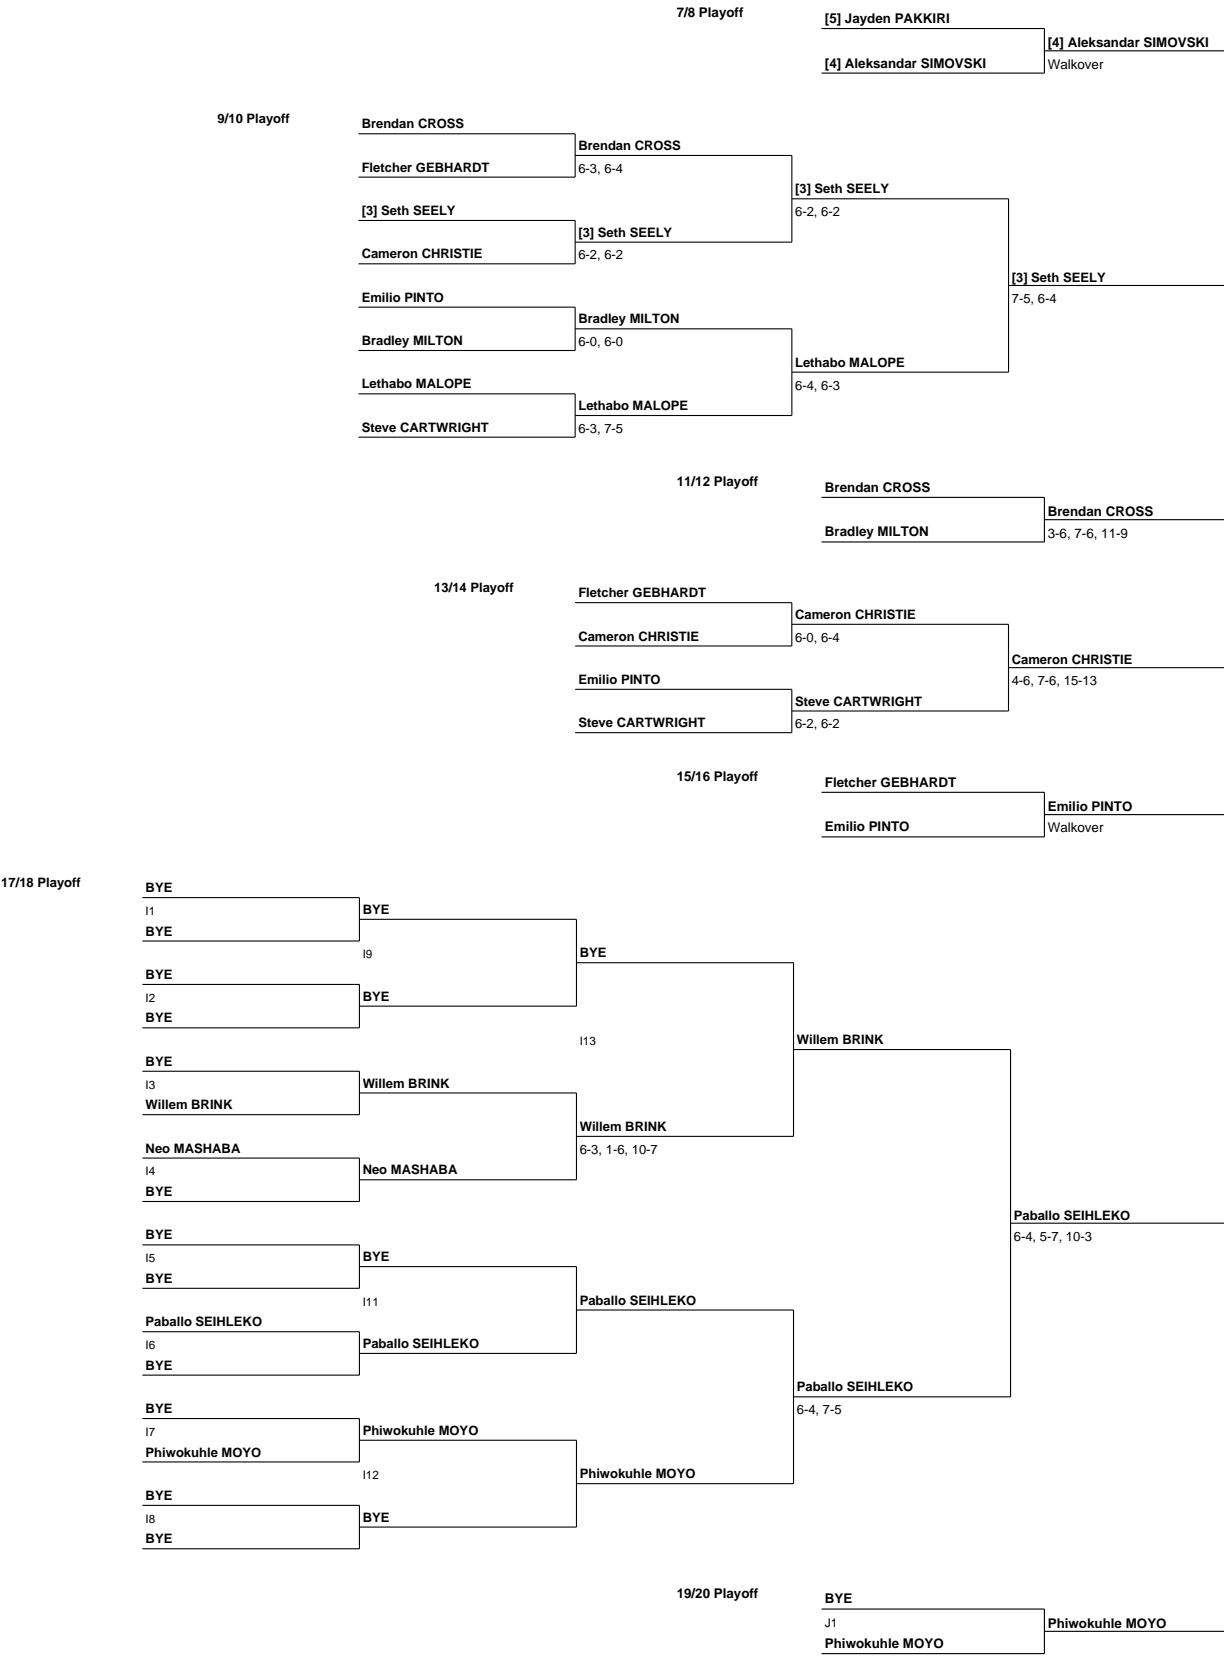 7/8 Playoff
[5] Jayden PAKKIRI
[4] Aleksandar SIMOVSKI
[4] Aleksandar SIMOVSKI
Walkover
9/10 Playoff
Brendan CROSS
Brendan CROSS
Fletcher GEBHARDT
6-3, 6-4
[3] Seth SEELY
[3] Seth SEELY
6-2, 6-2
[3] Seth SEELY
Cameron CHRISTIE
6-2, 6-2
[3] Seth SEELY
Emilio PINTO
7-5, 6-4
Bradley MILTON
Bradley MILTON
6-0, 6-0
Lethabo MALOPE
Lethabo MALOPE
6-4, 6-3
Lethabo MALOPE
Steve CARTWRIGHT
6-3, 7-5
11/12 Playoff
Brendan CROSS
Brendan CROSS
Bradley MILTON
3-6, 7-6, 11-9
13/14 Playoff
Fletcher GEBHARDT
Cameron CHRISTIE
Cameron CHRISTIE
6-0, 6-4
Cameron CHRISTIE
Emilio PINTO
4-6, 7-6, 15-13
Steve CARTWRIGHT
Steve CARTWRIGHT
6-2, 6-2
15/16 Playoff
Fletcher GEBHARDT
Emilio PINTO
Emilio PINTO
Walkover
17/18 Playoff
BYE
I1
BYE
BYE
I9
BYE
BYE
I2
BYE
BYE
I13
Willem BRINK
BYE
I3
Willem BRINK
Willem BRINK
Willem BRINK
6-3, 1-6, 10-7
Neo MASHABA
I4
Neo MASHABA
BYE
Paballo SEIHLEKO
6-4, 5-7, 10-3
BYE
I5
BYE
BYE
I11
Paballo SEIHLEKO
Paballo SEIHLEKO
I6
Paballo SEIHLEKO
BYE
Paballo SEIHLEKO
6-4, 7-5
BYE
I7
Phiwokuhle MOYO
Phiwokuhle MOYO
I12
Phiwokuhle MOYO
BYE
I8
BYE
BYE
19/20 Playoff
BYE
J1
Phiwokuhle MOYO
Phiwokuhle MOYO